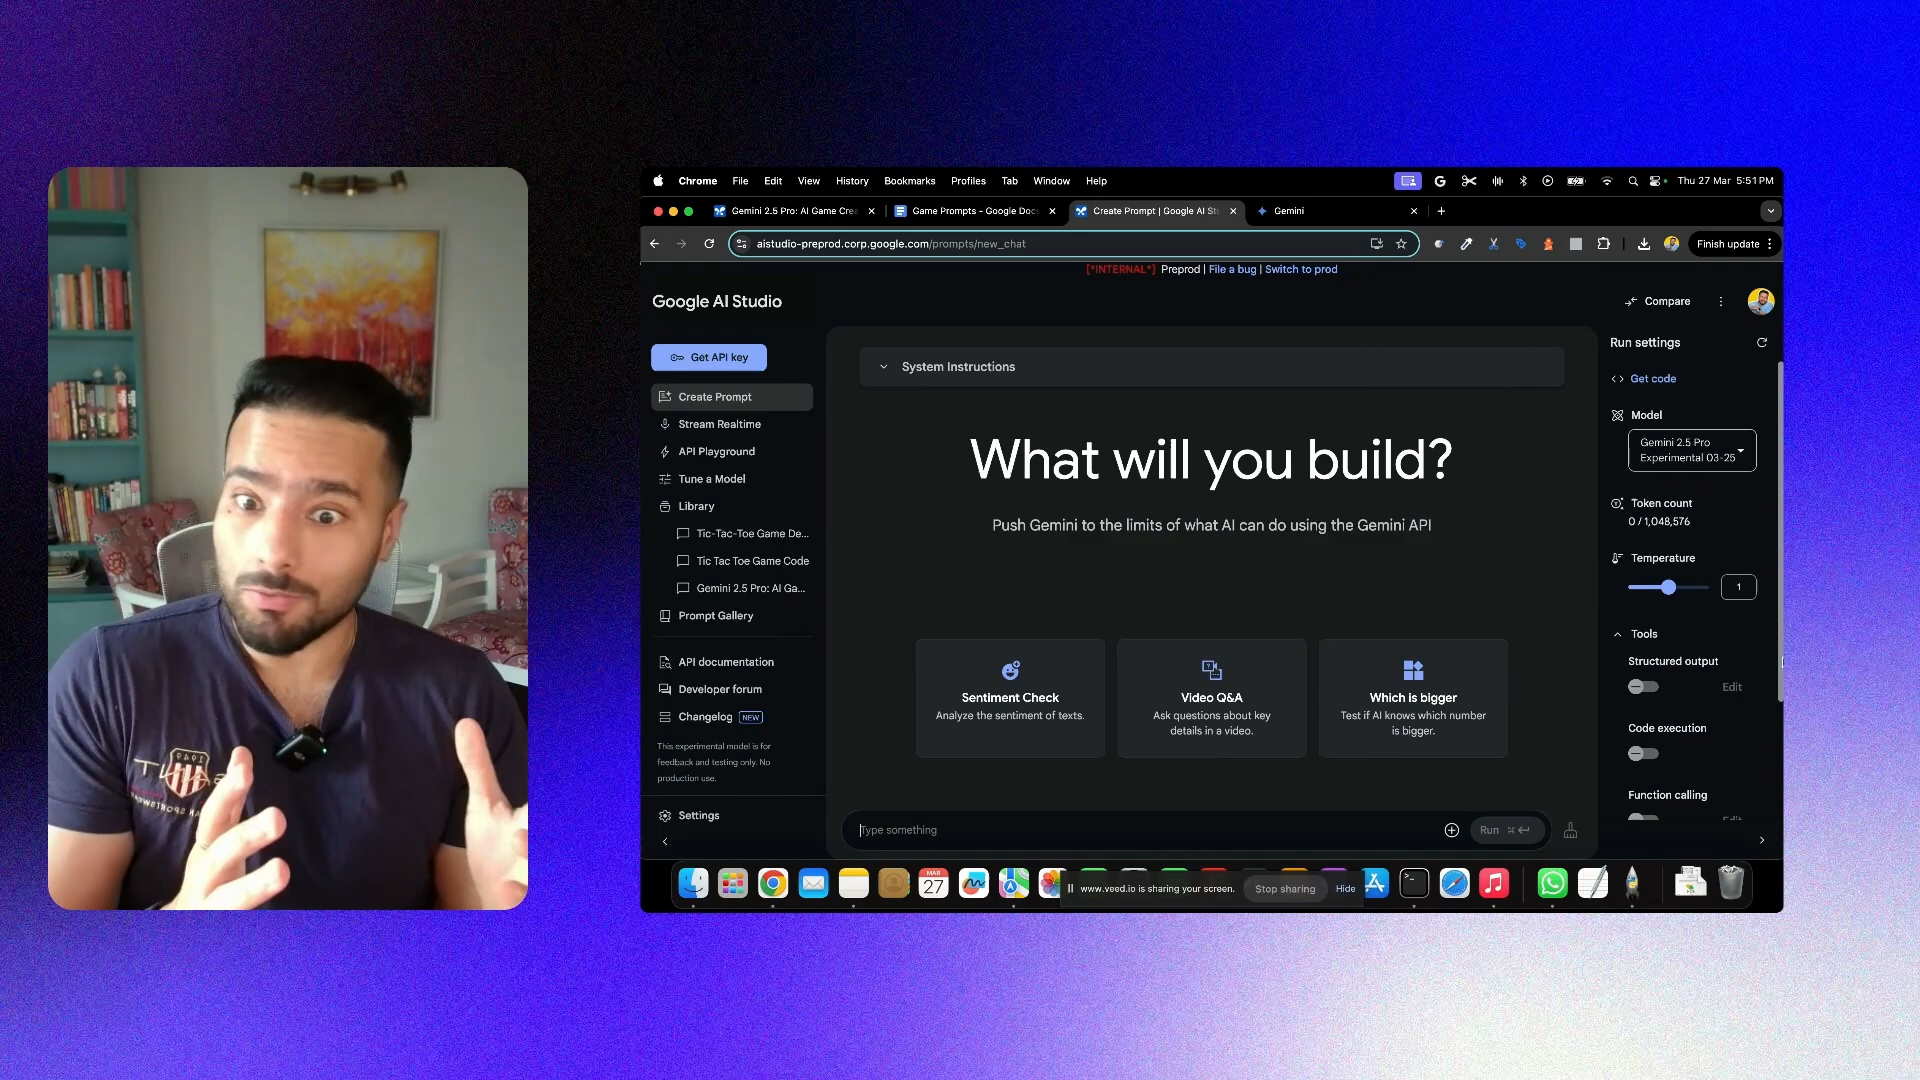 Chrome File Edit View History Bookmarks Profiles Tab Window Help Thu 27 Mar 5:51 PM
Gemini 2.5 Pro: AI Game Crea
Game Prompts - Google Docs
Create Prompt | Google AI Stu
Gemini
aistudio-preprod.corp.google.com/prompts/new_chat
Finish update
[*INTERNAL*] Preprod | File a bug | Switch to prod
Google AI Studio
Compare
Get API key
Create Prompt
Stream Realtime
API Playground
Tune a Model
Library
Tic-Tac-Toe Game De...
Tic Tac Toe Game Code
Gemini 2.5 Pro: AI Ga...
Prompt Gallery
API documentation
Developer forum
Changelog NEW
This experimental model is for
feedback and testing only. No
production use.
Settings
System Instructions
What will you build?
Push Gemini to the limits of what AI can do using the Gemini API
Sentiment Check
Analyze the sentiment of texts.
Video Q&A
Ask questions about key
details in a video.
Which is bigger
Test if AI knows which number
is bigger.
Type something
Run
Run settings
Get code
Model
Gemini 2.5 Pro
Experimental 03-25
Token count
0 / 1,048,576
Temperature
1
Tools
Structured output
Edit
Code execution
Function calling
Edit
MAR
27
www.veed.io is sharing your screen.
Stop sharing
Hide
1949